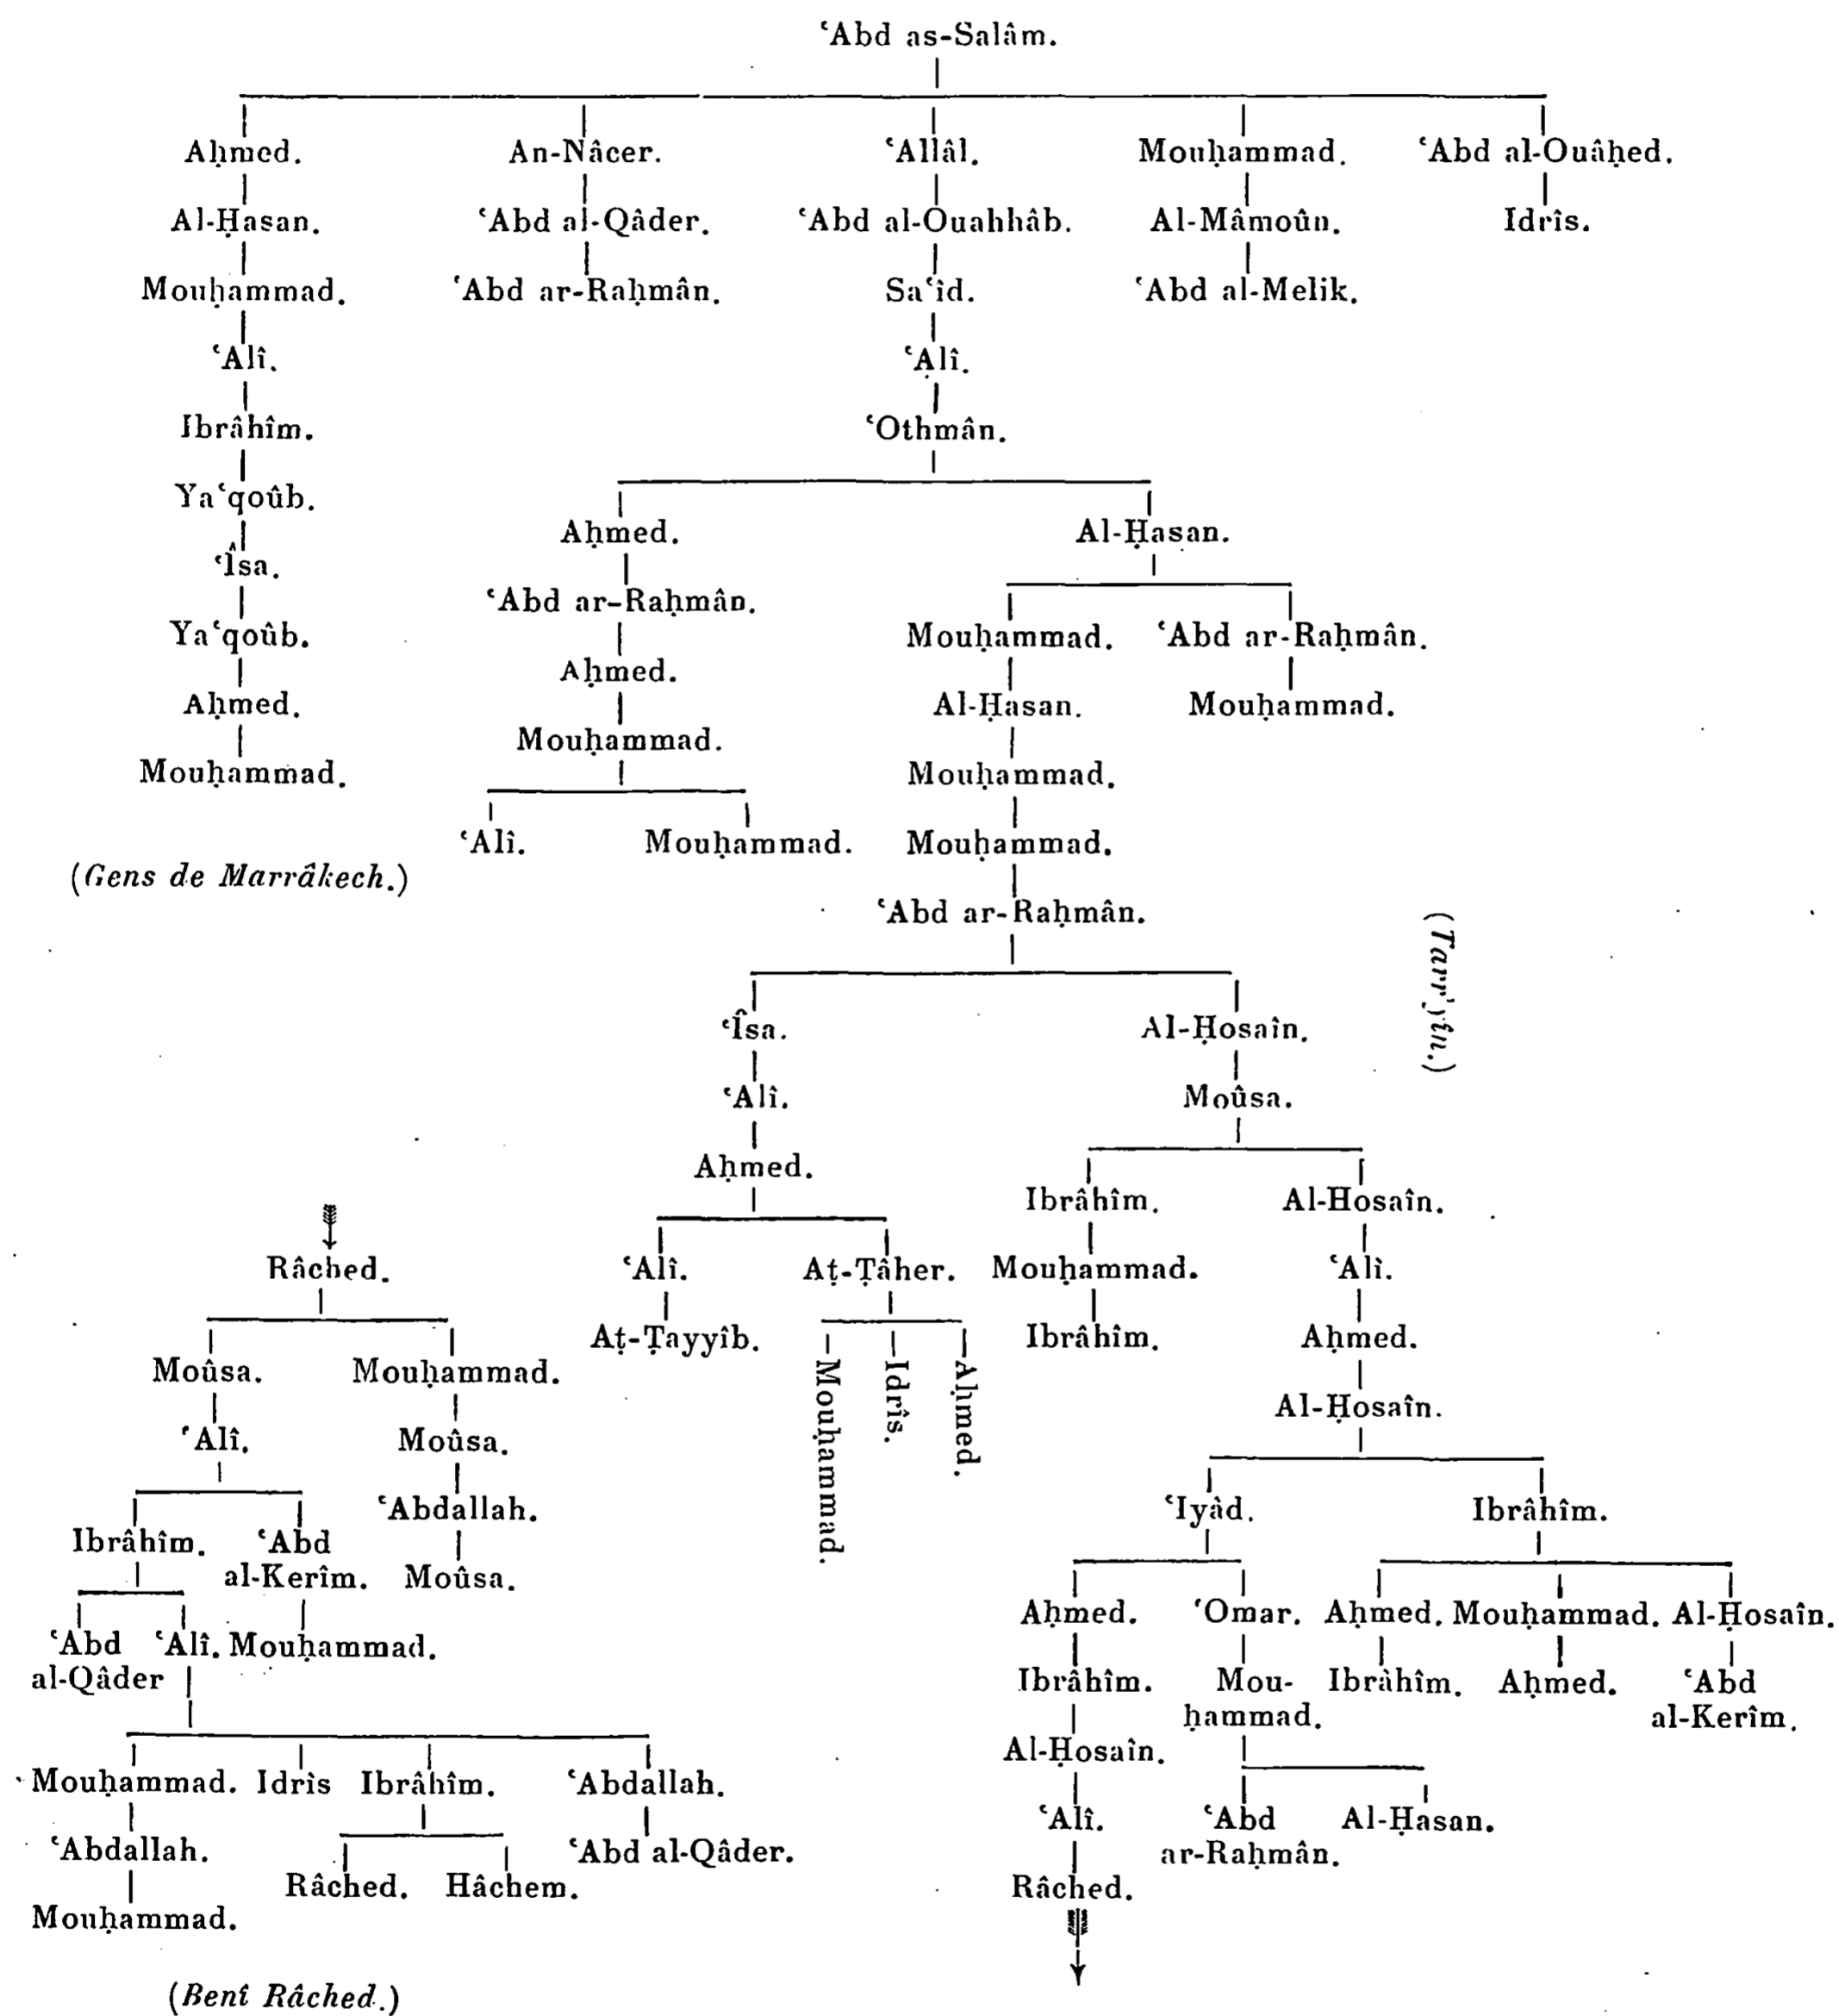 ʿAbd as-Salâm.
Aḥmed. An-Nâcer. ʿAllâl. Mouḥammad. ʿAbd al-Ouâḥed.
Al-Ḥasan. ʿAbd al-Qâder. ʿAbd al-Ouahhâb. Al-Mâmoûn. Idrîs.
Mouḥammad. ʿAbd ar-Raḥmân. Saʿîd. ʿAbd al-Melik.
ʿAlî. ʿAlî.
Ibrâhîm. ʿOthmân.
Yaʿqoûb.
Aḥmed. Al-Ḥasan.
ʿÎsa.
ʿAbd ar-Raḥmân.
Yaʿqoûb. Mouḥammad. ʿAbd ar-Raḥmân.
Aḥmed.
Aḥmed. Al-Ḥasan. Mouḥammad.
Mouḥammad.
Mouḥammad. Mouḥammad.
ʿAlî. Mouḥammad. Mouḥammad.
(Gens de Marrâkech.)
ʿAbd ar-Raḥmân.
(Tarr'yîn.)
ʿÎsa. Al-Ḥosaîn.
ʿAlî. Moûsa.
Aḥmed.
Ibrâhîm. Al-Hosaîn.
Râched. ʿAlî. Aṭ-Ṭâher. Mouḥammad. ʿAlî.
Aṭ-Ṭayyîb. Ibrâhîm. Aḥmed.
Mouḥammad. Idrîs. Aḥmed.
Moûsa. Mouḥammad.
Al-Ḥosaîn.
ʿAlî. Moûsa.
ʿAbdallah. ʿIyâd. Ibrâhîm.
Ibrâhîm. ʿAbd
al-Kerîm. Moûsa.
Aḥmed. ʿOmar. Aḥmed. Mouḥammad. Al-Ḥosaîn.
ʿAbd ʿAlî. Mouḥammad.
al-Qâder Ibrâhîm. Mou- Ibrâhîm. Aḥmed. ʿAbd
ḥammad. al-Kerîm.
Al-Ḥosaîn.
Mouḥammad. Idrîs Ibrâhîm. ʿAbdallah.
ʿAlî. ʿAbd Al-Ḥasan.
ʿAbdallah. ʿAbd al-Qâder. ar-Raḥmân.
Râched. Hâchem. Râched.
Mouḥammad.
(Benî Râched.)